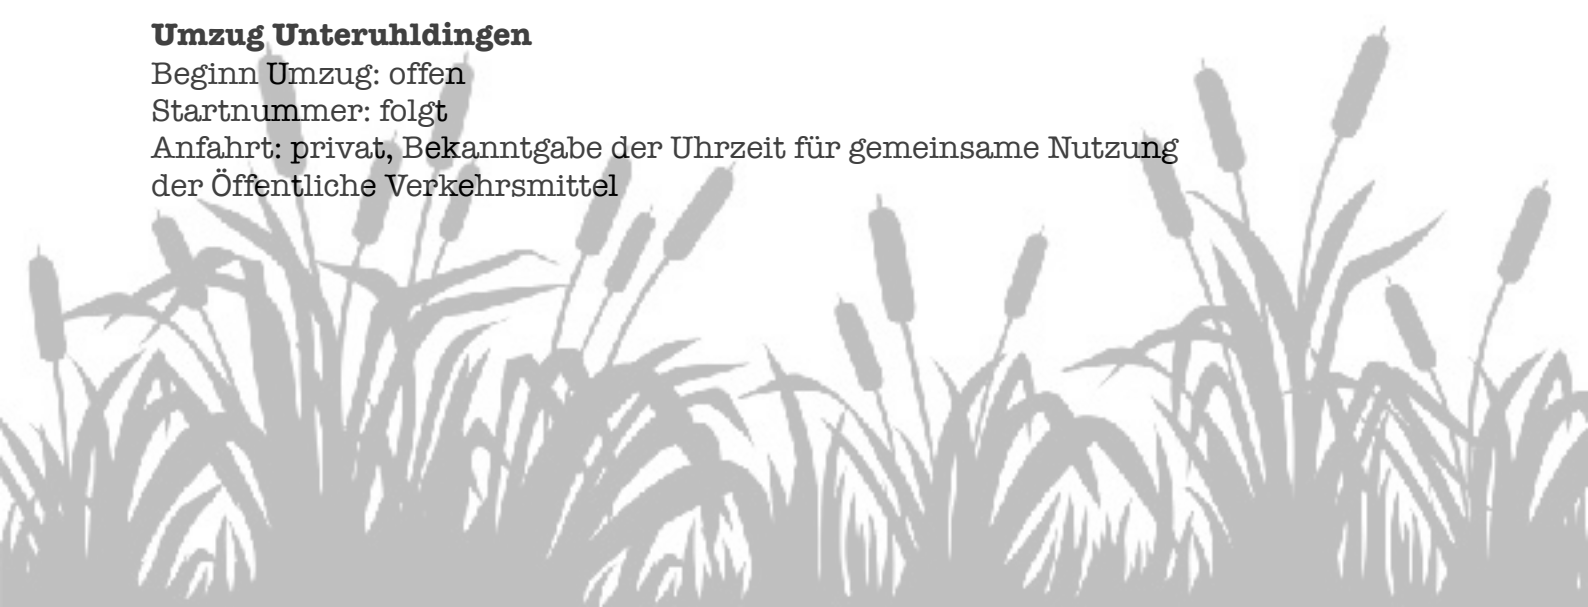 Umzug Unteruhldingen
Beginn Umzug: offen
Startnummer: folgt
Anfahrt: privat, Bekanntgabe der Uhrzeit für gemeinsame Nutzung
der Öffentliche Verkehrsmittel